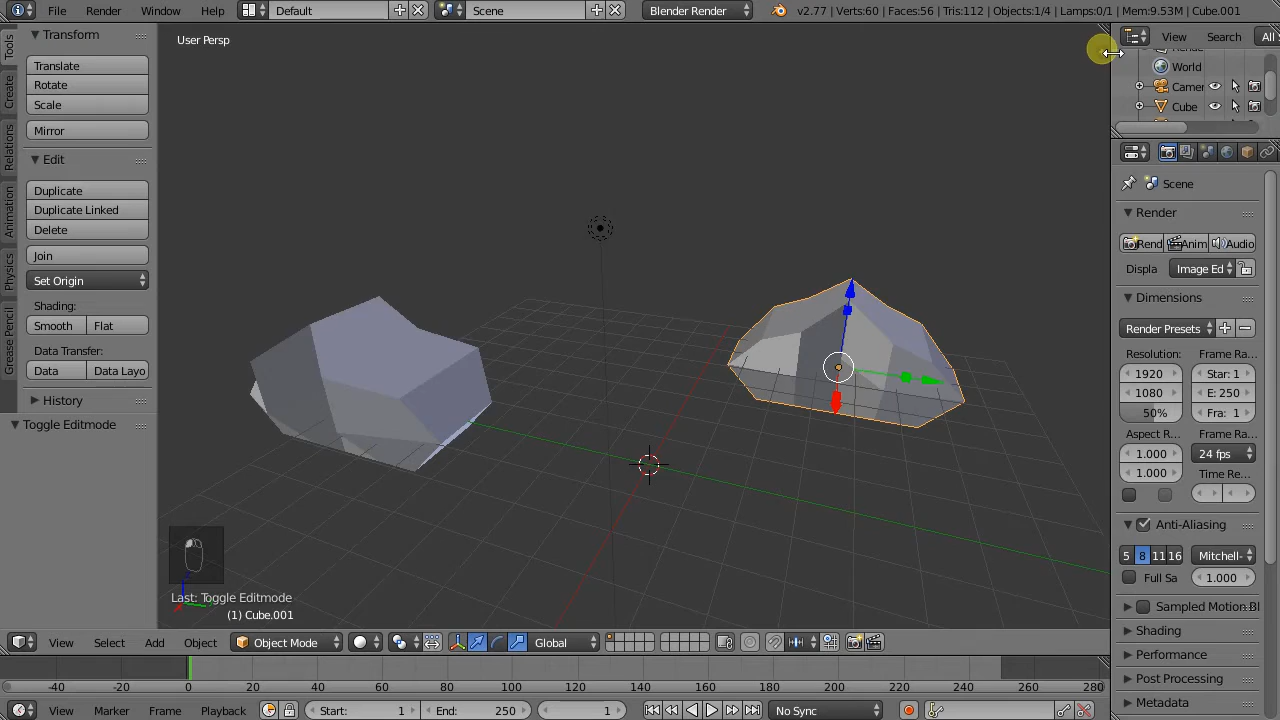 File Render Window Help Default Scene Blender Render v2.77 | Verts:60 | Faces:56 | Tris:112 | Objects:1/4 | Lamps:0/1 | Mem:9.53M | Cube.001
Tools
Create
Relations
Animation
Physics
Grease Pencil
Transform
Translate
Rotate
Scale
Mirror
Edit
Duplicate
Duplicate Linked
Delete
Join
Set Origin
Shading:
Smooth Flat
Data Transfer:
Data Data Layo
History
Toggle Editmode
User Persp
Last: Toggle Editmode
(1) Cube.001
View Search All S
World
Camer
Cube
Scene
Render
Rend Anim Audio
Displa Image Ed
Dimensions
Render Presets
Resolution: Frame Ra...
1920 Start: 1
1080 E: 250
50% Fra: 1
Aspect R... Frame Ra...
1.000 24 fps
1.000 Time Re...
Anti-Aliasing
5 8 11 16 Mitchell-
Full Sa 1.000
Sampled Motion Bl
Shading
Performance
Post Processing
Metadata
View Select Add Object Object Mode Global
-40 -20 0 20 40 60 80 100 120 140 160 180 200 220 240 260 280
View Marker Frame Playback Start: 1 End: 250 1 No Sync